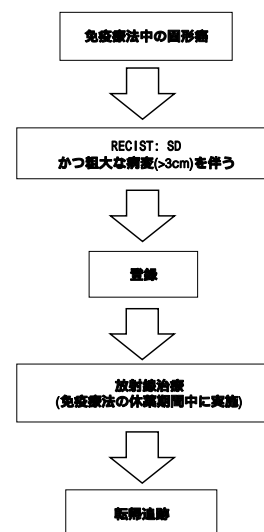 免疫療法中の固形癌
RECIST: SD
かつ粗大な病変(>3cm)を伴う
登録
放射線治療
(免疫療法の休薬期間中に実施)
転帰追跡